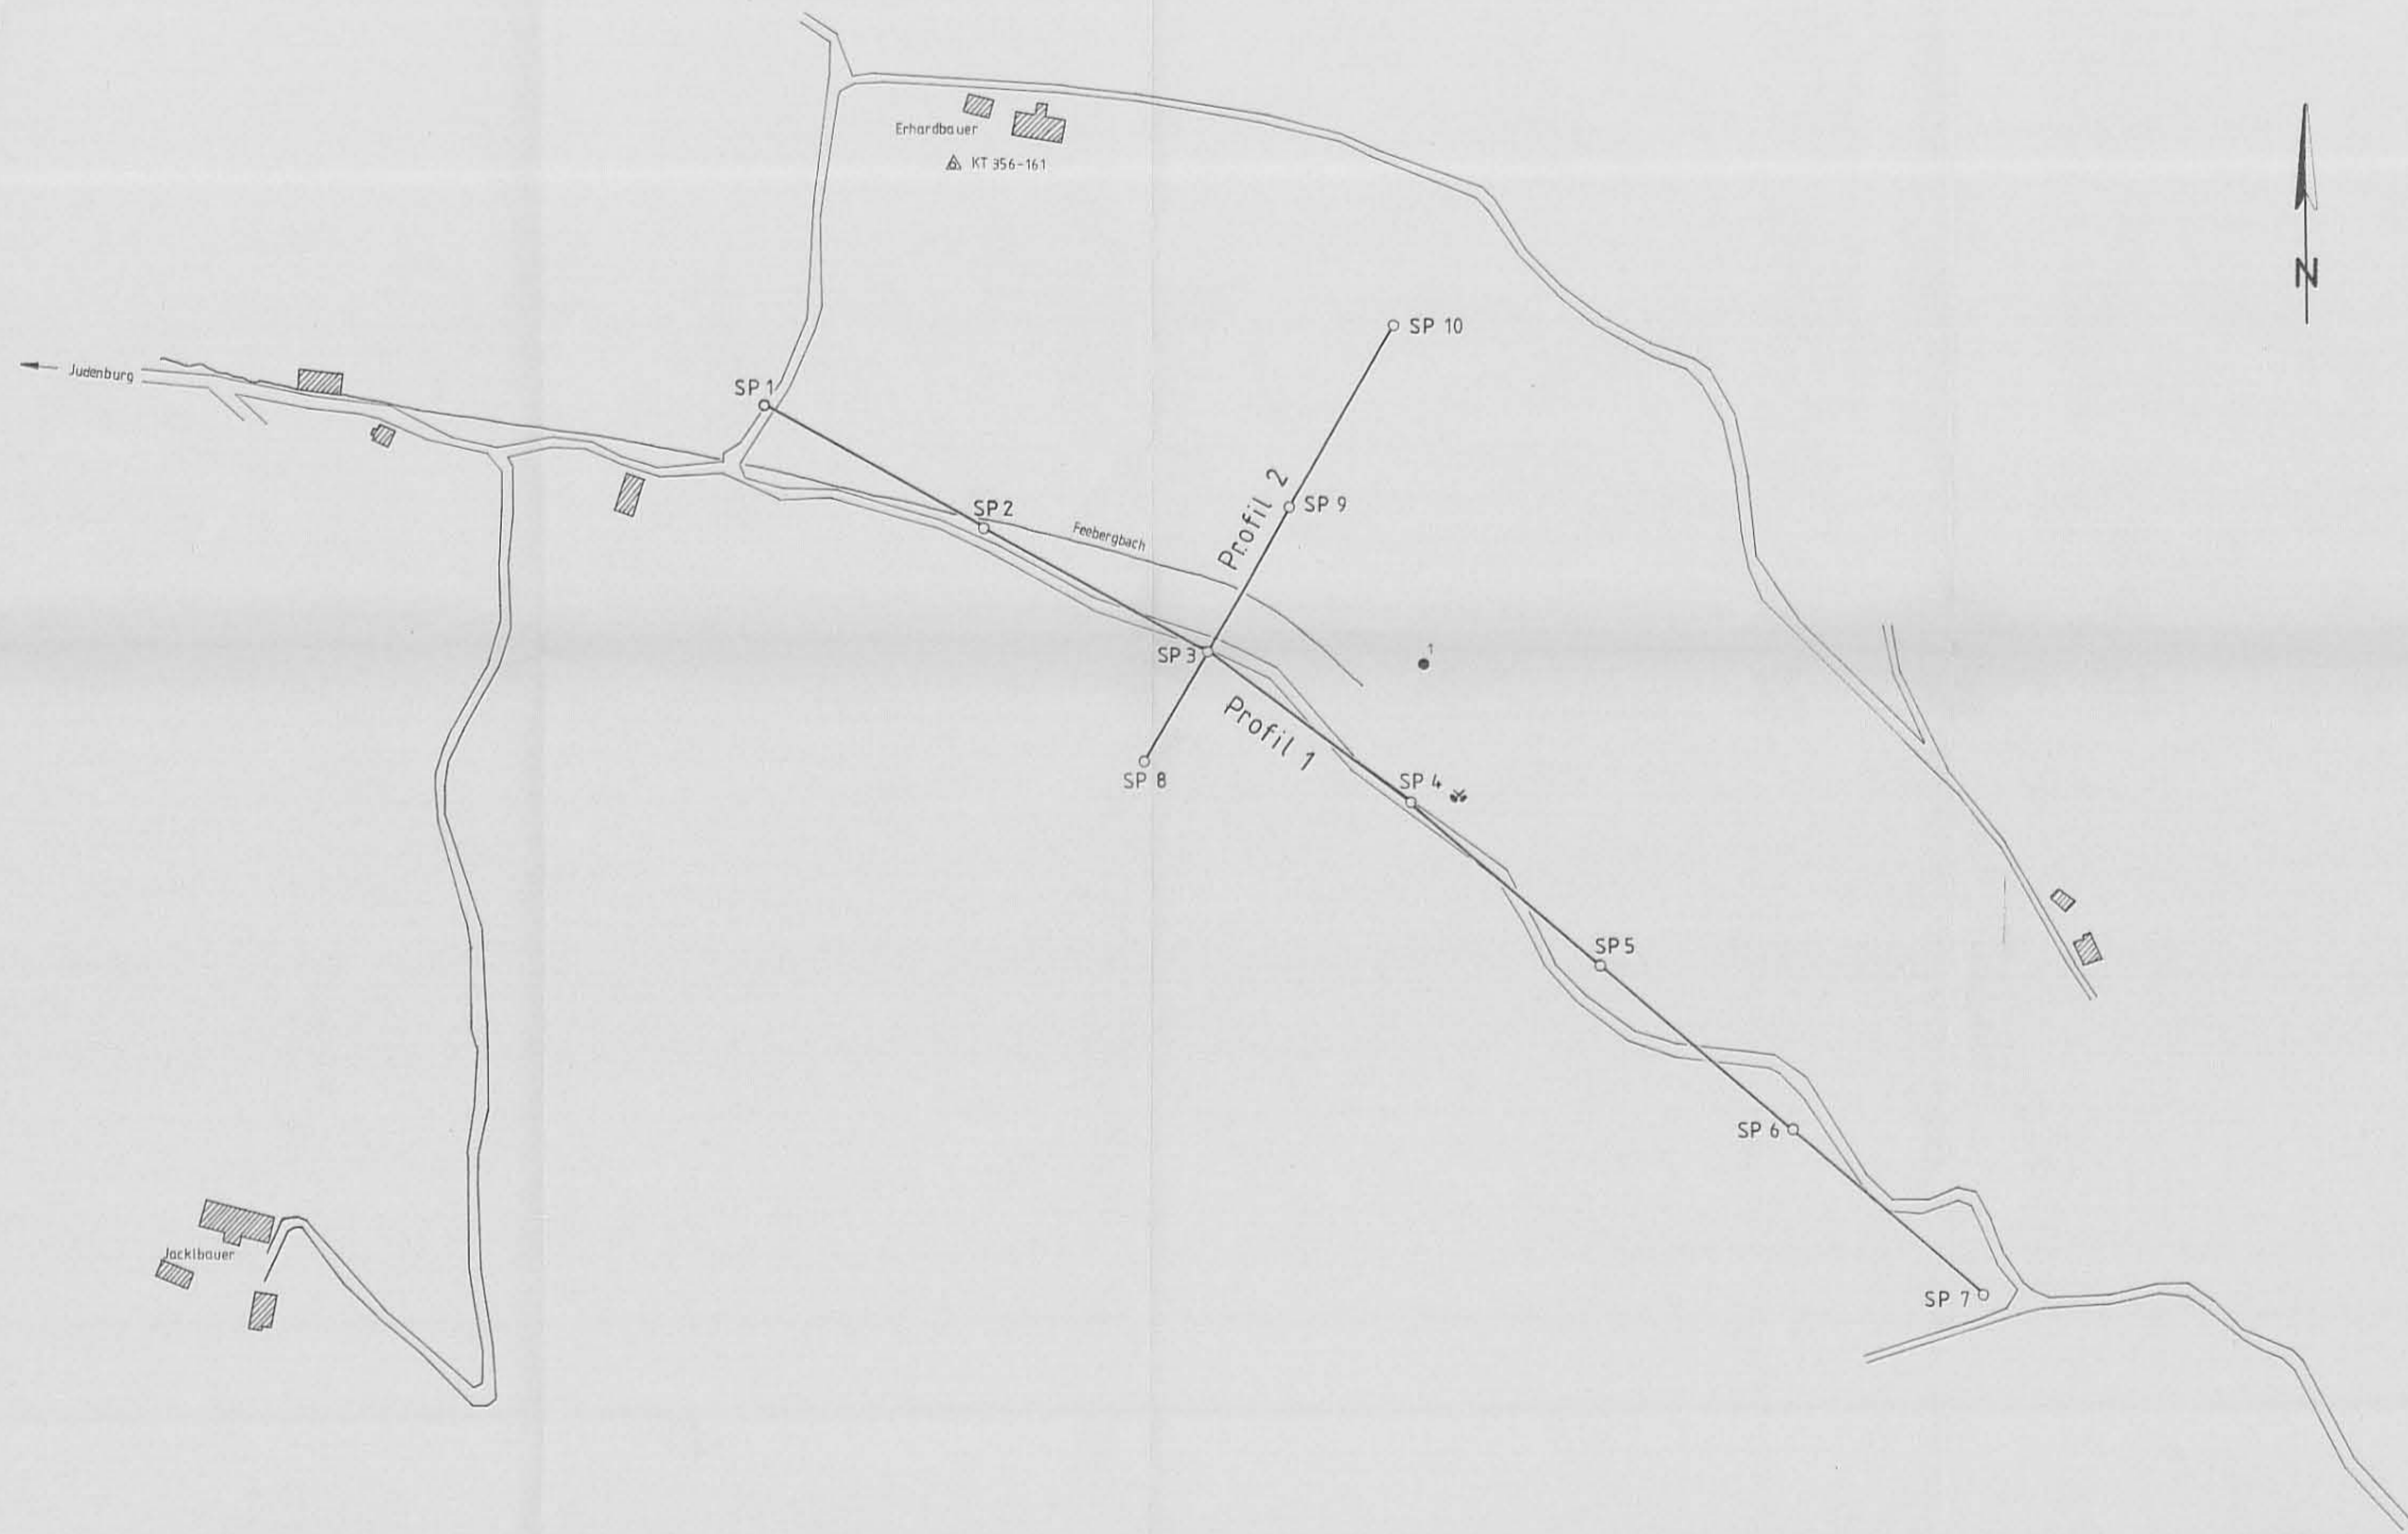 Erhardbauer
KT 356-161
N
SP 10
Judenburg
SP 1
SP 2
SP 9
Profil 2
Feebergbach
SP 3
1
Profil 1
SP 8
SP 4
SP 5
SP 6
Jacklbauer
SP 7